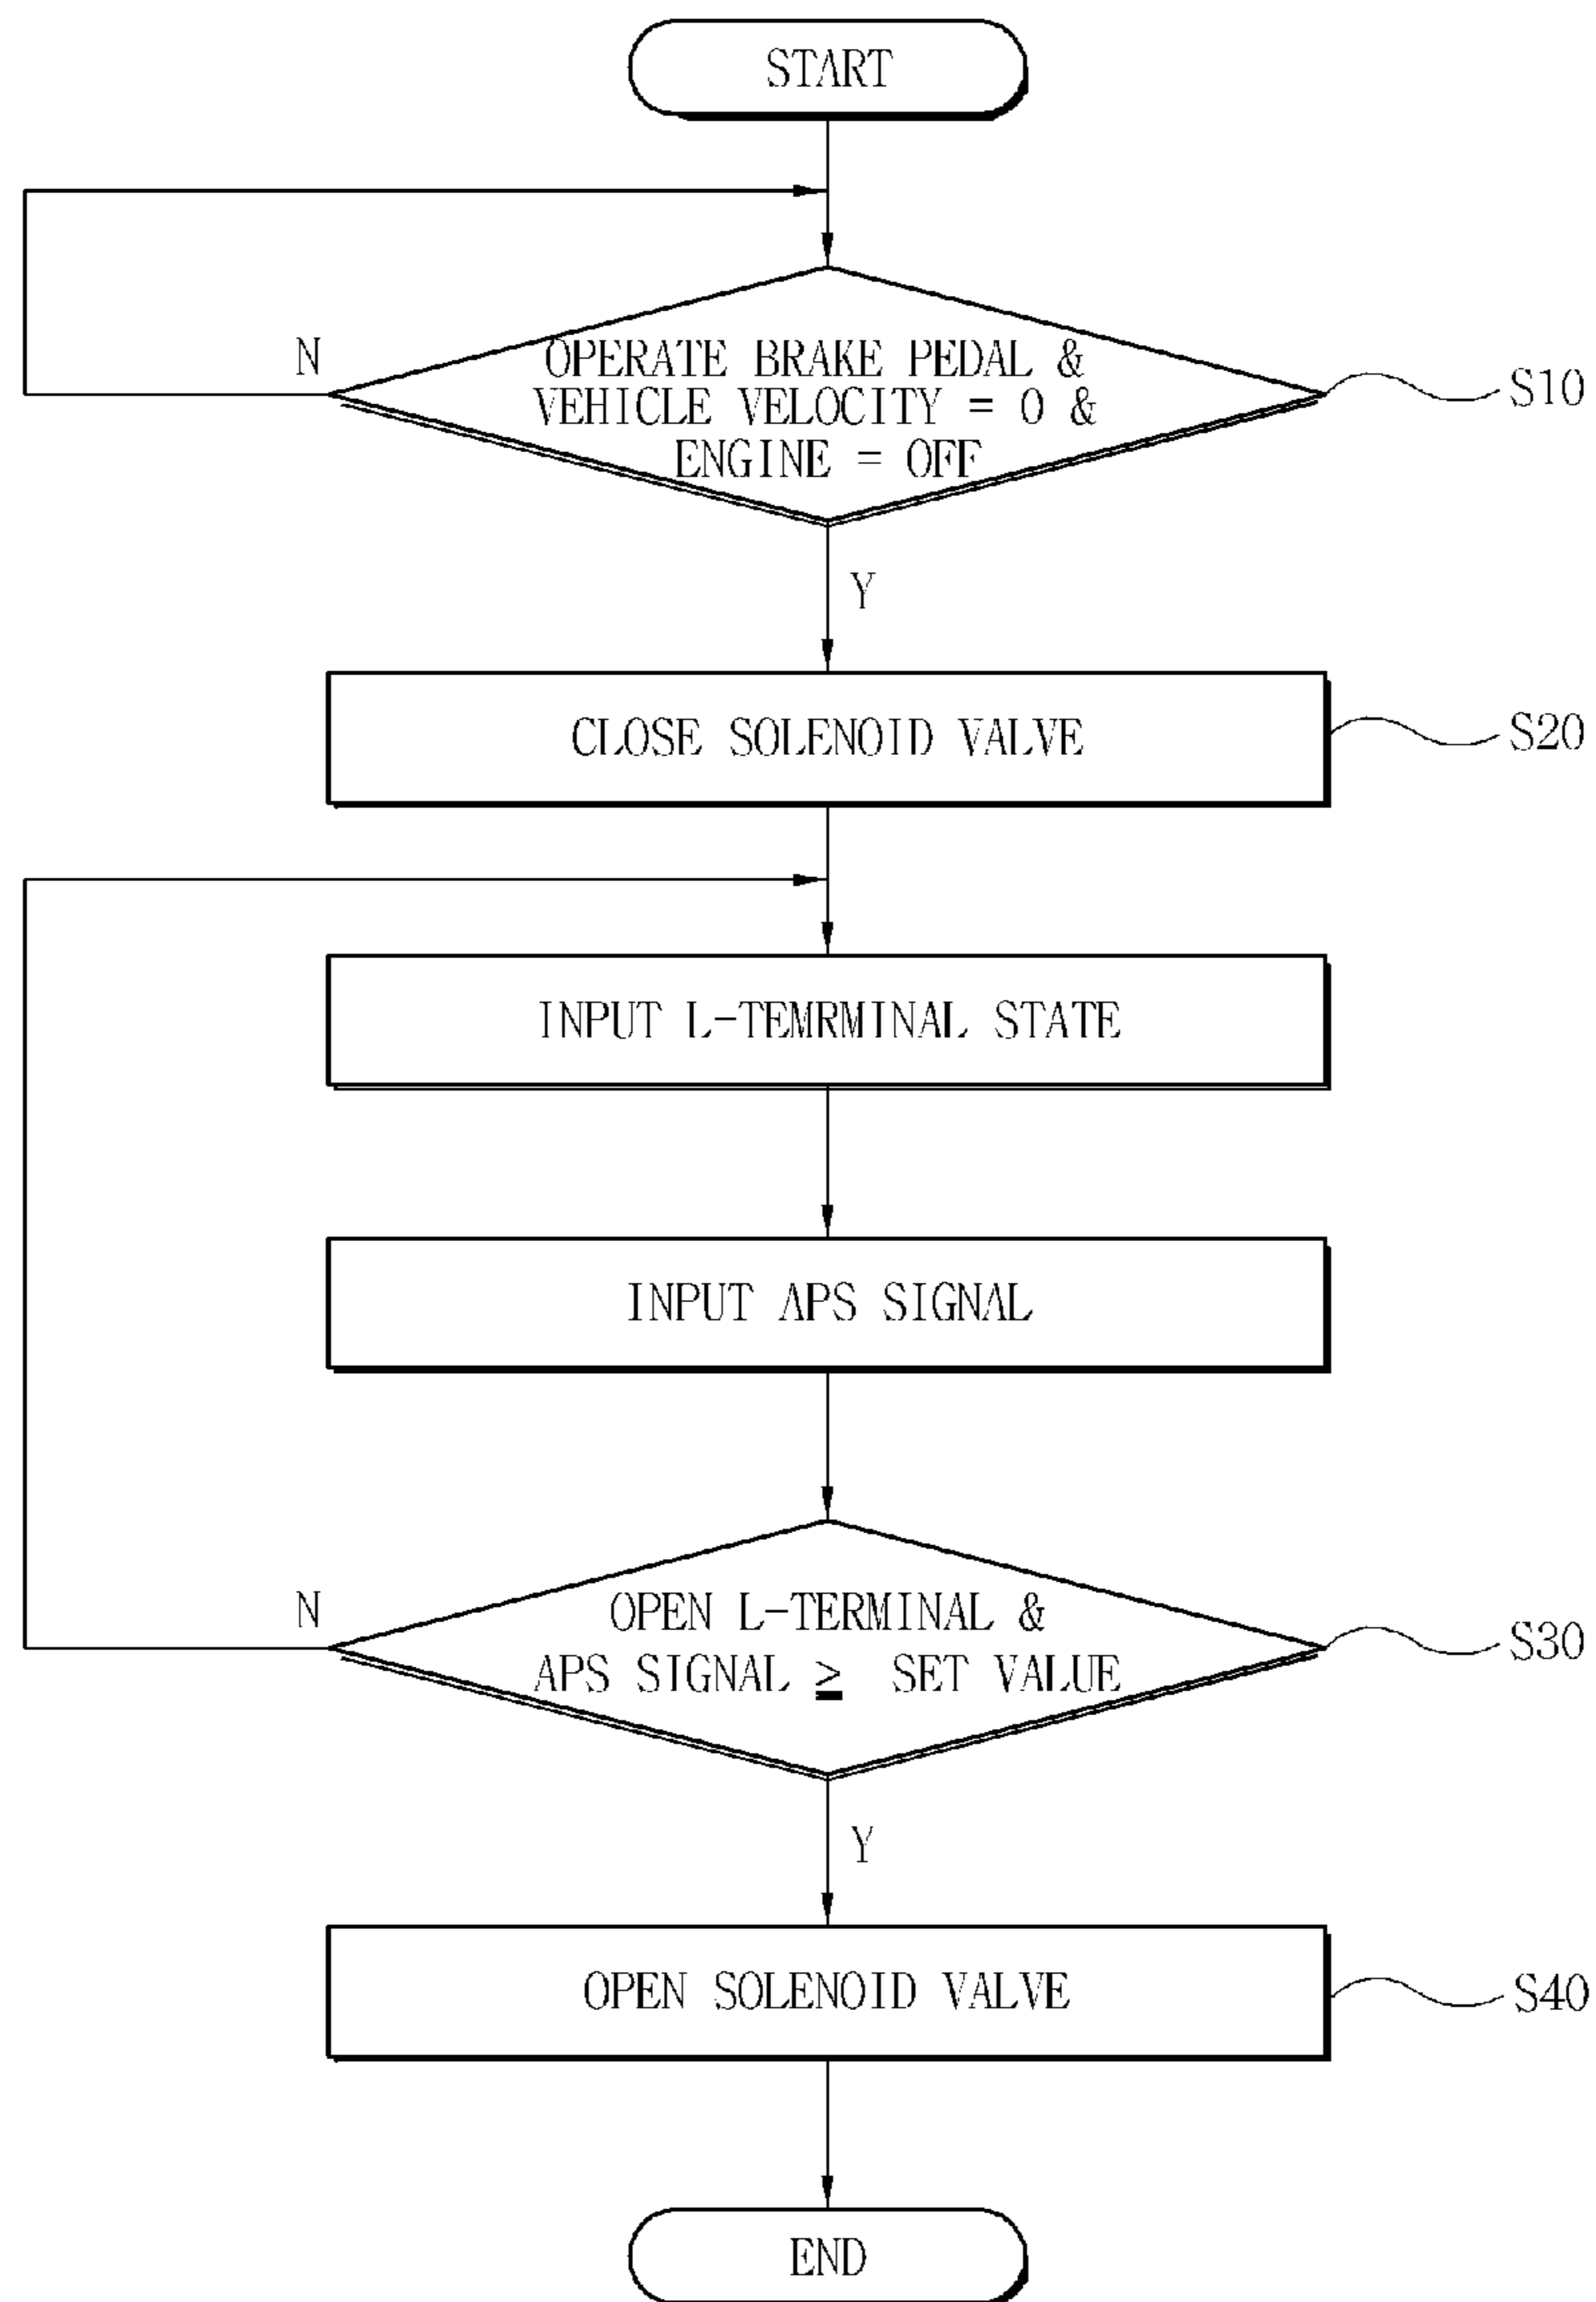 START
N
OPERATE BRAKE PEDAL &
VEHICLE VELOCITY = 0 &
ENGINE = OFF
S10
Y
CLOSE SOLENOID VALVE
S20
INPUT L-TEMRMINAL STATE
INPUT APS SIGNAL
N
OPEN L-TERMINAL &
APS SIGNAL ≥ SET VALUE
S30
Y
OPEN SOLENOID VALVE
S40
END